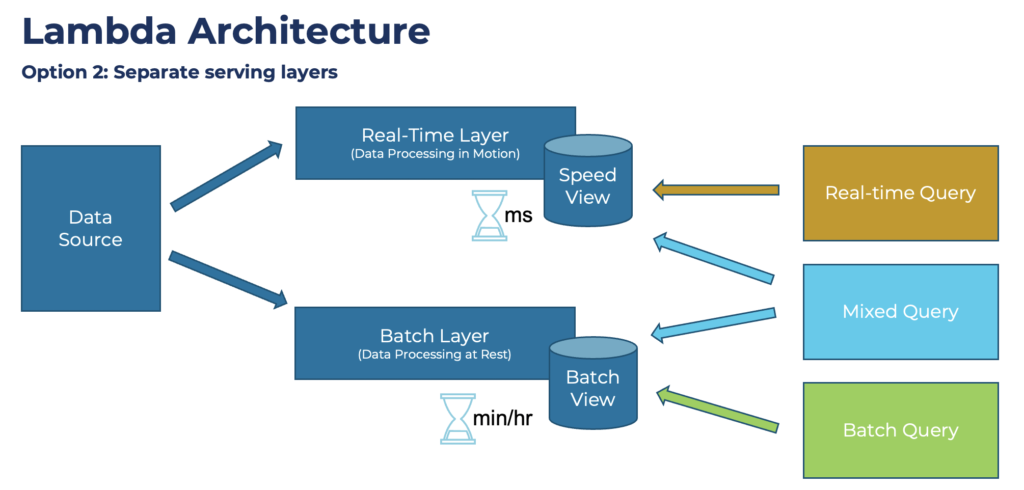 Lambda Architecture
Option 2: Separate serving layers
Data
Source
Real-Time Layer
(Data Processing in Motion)
Speed
View
ms
Batch Layer
(Data Processing at Rest)
Batch
View
min/hr
Real-time Query
Mixed Query
Batch Query